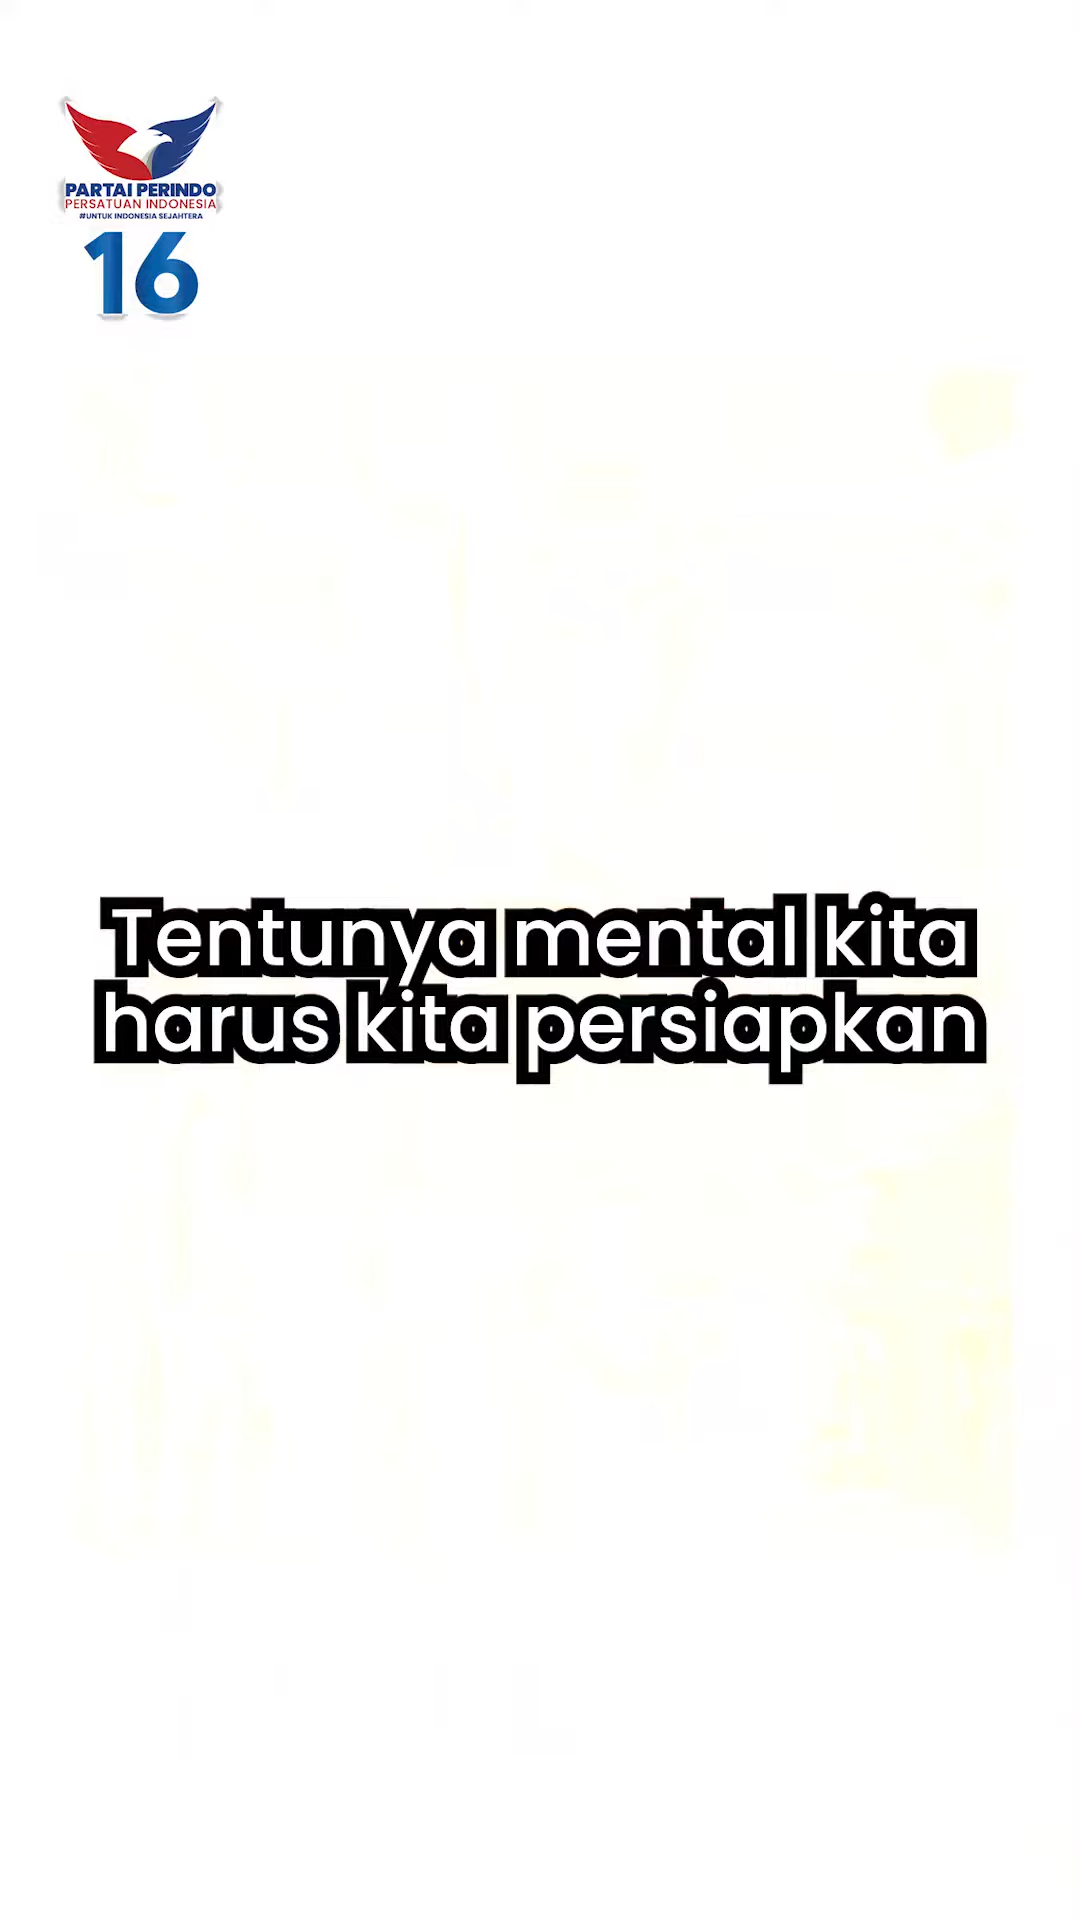 PARTAI PERINDO
PERSATUAN INDONESIA
#UNTUK INDONESIA SEJAHTERA
16
Tentunya mental kita
harus kita persiapkan